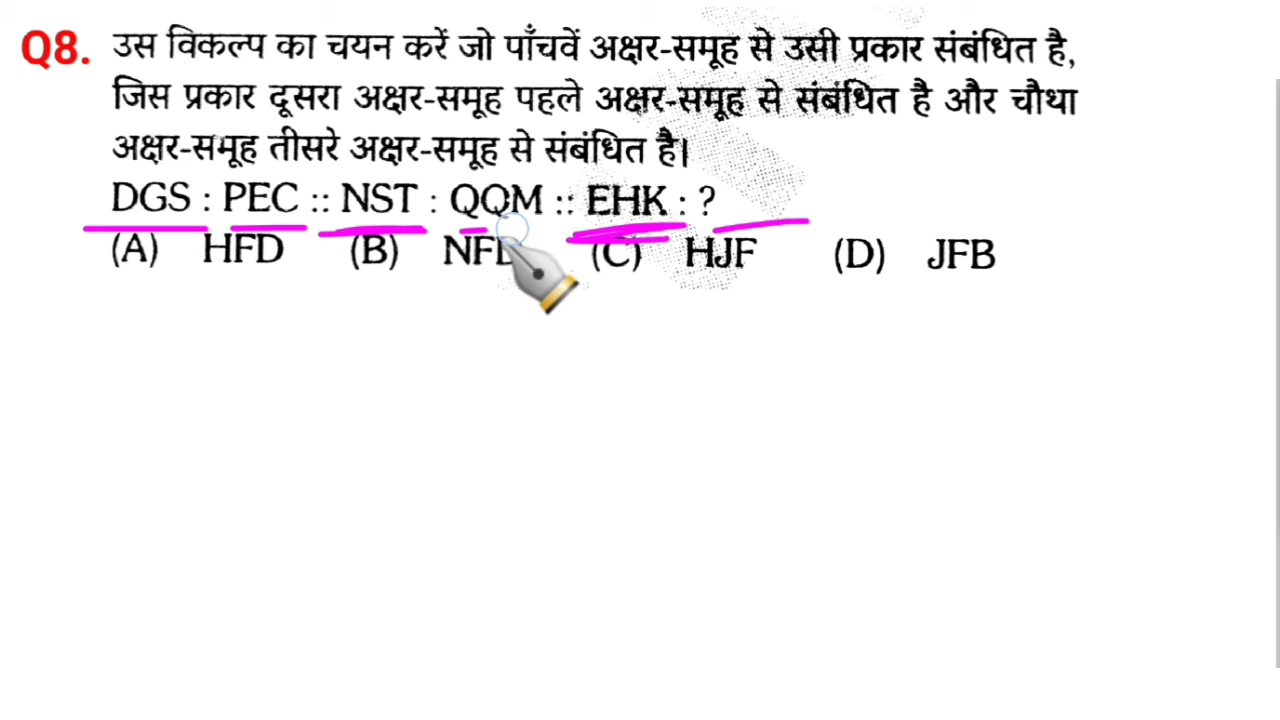 Q8. उस विकल्प का चयन करें जो पाँचवें अक्षर-समूह से उसी प्रकार संबंधित है,
जिस प्रकार दूसरा अक्षर-समूह पहले अक्षर-समूह से संबंधित है और चौथा
अक्षर-समूह तीसरे अक्षर-समूह से संबंधित है।
DGS : PEC :: NST : QQM :: EHK : ?
(A) HFD (B) (C) HJF (D) JFB